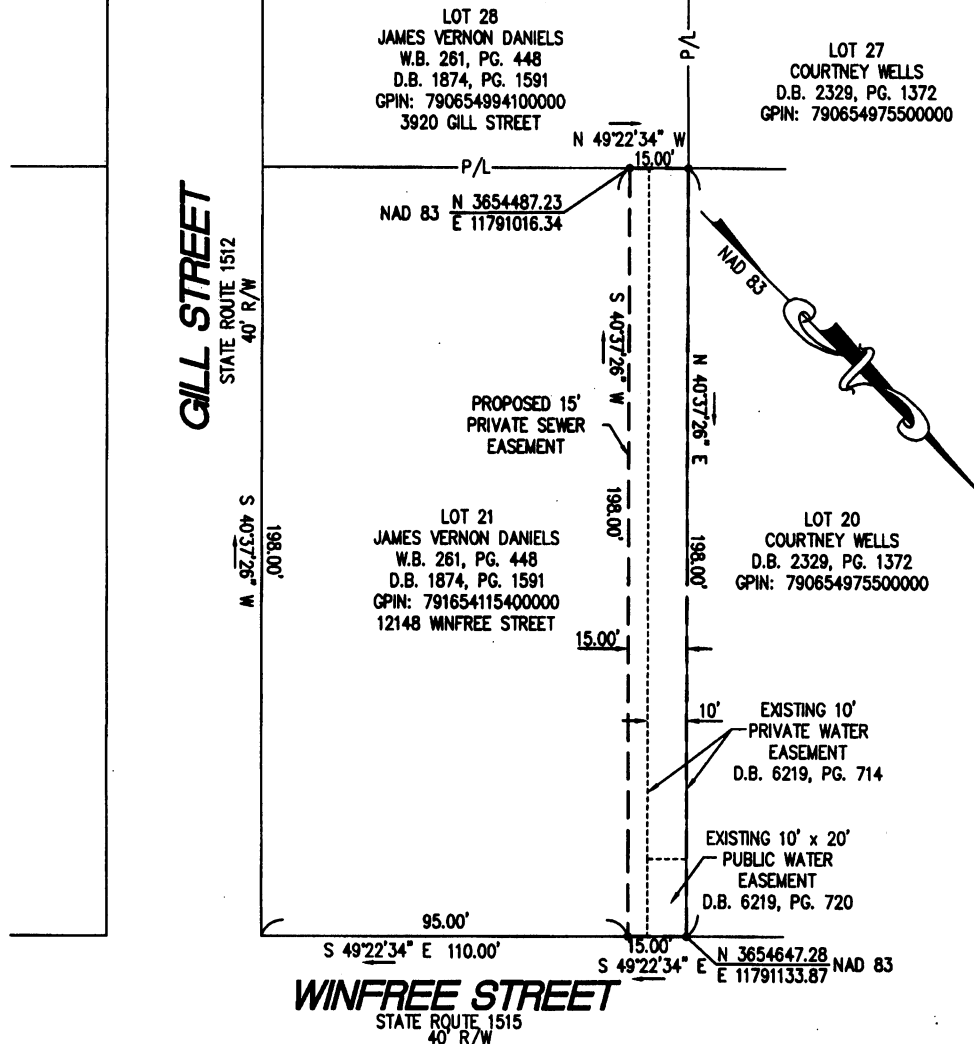 LOT 28
JAMES VERNON DANIELS
W.B. 261, PG. 448
D.B. 1874, PG. 1591
GPIN: 790654994100000
3920 GILL STREET
P/L
LOT 27
COURTNEY WELLS
D.B. 2329, PG. 1372
GPIN: 790654975500000
N 49°22'34" W
15.00'
P/L
NAD 83
N 3654487.23
E 11791016.34
GILL STREET
STATE ROUTE 1512
40' R/W
NAD 83
S 40°37'26" W
N 40°37'26" E
PROPOSED 15'
PRIVATE SEWER
EASEMENT
S 40°37'26" W
198.00'
198.00'
198.00'
LOT 21
JAMES VERNON DANIELS
W.B. 261, PG. 448
D.B. 1874, PG. 1591
GPIN: 791654115400000
12148 WINFREE STREET
LOT 20
COURTNEY WELLS
D.B. 2329, PG. 1372
GPIN: 790654975500000
15.00'
10'
EXISTING 10'
PRIVATE WATER
EASEMENT
D.B. 6219, PG. 714
EXISTING 10' x 20'
PUBLIC WATER
EASEMENT
D.B. 6219, PG. 720
95.00'
S 49°22'34" E 110.00'
15.00'
S 49°22'34" E
N 3654647.28
E 11791133.87
NAD 83
WINFREE STREET
STATE ROUTE 1515
40' R/W